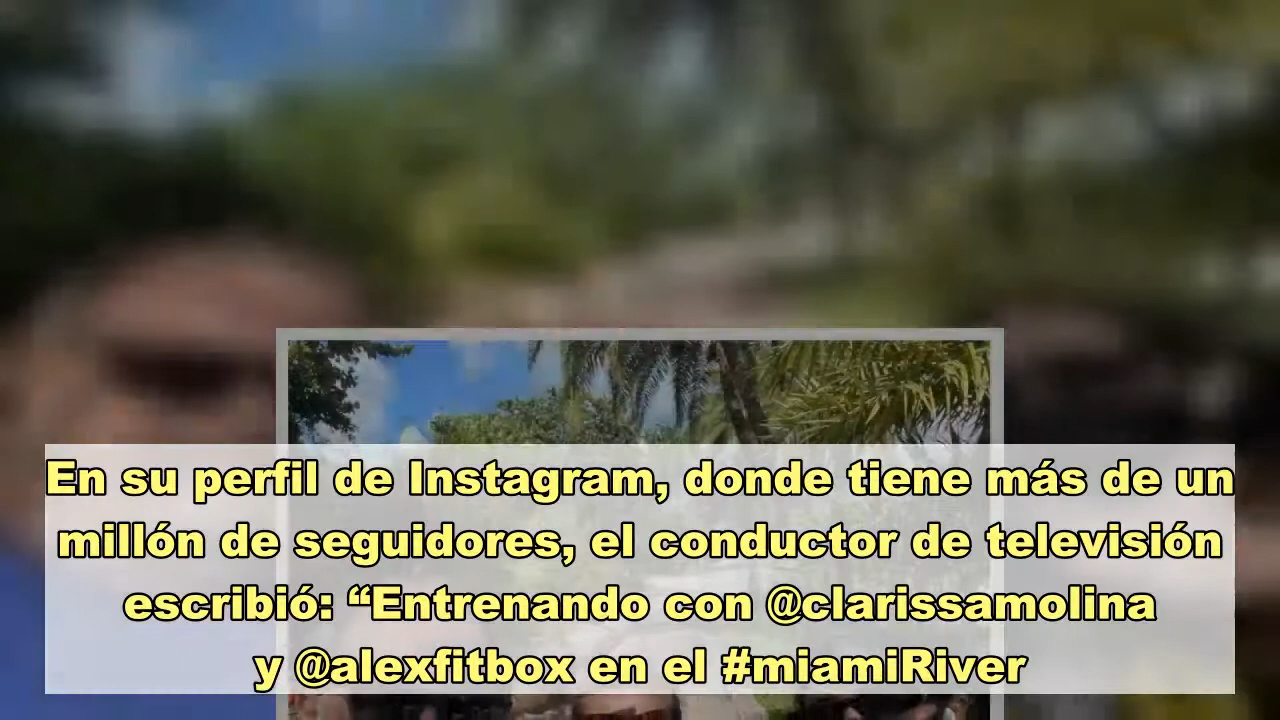 En su perfil de Instagram, donde tiene más de un
millón de seguidores, el conductor de televisión
escribió: “Entrenando con @clarissamolina
y @alexfitbox en el #miamiRiver